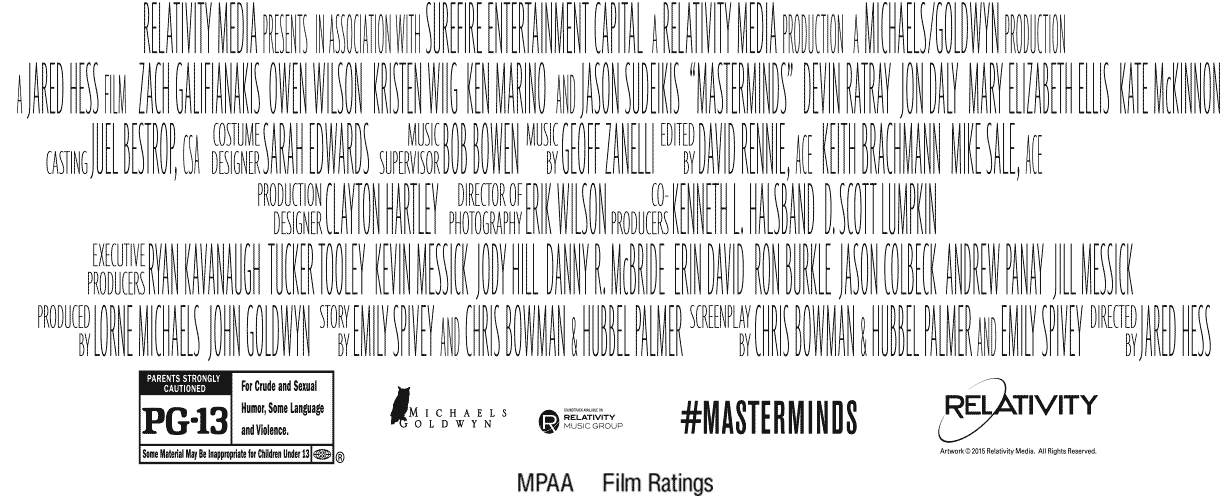 RELATIVITY MEDIA PRESENTS IN ASSOCIATION WITH SUREFIRE ENTERTAINMENT CAPITAL A RELATIVITY MEDIA PRODUCTION A MICHAELS/GOLDWYN PRODUCTION
A JARED HESS FILM ZACH GALIFIANAKIS OWEN WILSON KRISTEN WIIG KEN MARINO AND JASON SUDEIKIS "MASTERMINDS" DEVIN RATRAY JON DALY MARY ELIZABETH ELLIS KATE McKINNON
CASTING JUEL BESTROP, CSA COSTUME DESIGNER SARAH EDWARDS MUSIC SUPERVISOR BOB BOWEN MUSIC BY GEOFF ZANELLI EDITED BY DAVID RENNIE, ACE KEITH BRACHMANN MIKE SALE, ACE
PRODUCTION DESIGNER CLAYTON HARTLEY DIRECTOR OF PHOTOGRAPHY ERIK WILSON CO-PRODUCERS KENNETH L. HALSBAND D. SCOTT LUMPKIN
EXECUTIVE PRODUCERS RYAN KAVANAUGH TUCKER TOOLEY KEVIN MESSICK JODY HILL DANNY R. McBRIDE ERIN DAVID RON BURKLE JASON COLBECK ANDREW PANAY JILL MESSICK
PRODUCED BY LORNE MICHAELS JOHN GOLDWYN STORY BY EMILY SPIVEY AND CHRIS BOWMAN & HUBBEL PALMER SCREENPLAY BY CHRIS BOWMAN & HUBBEL PALMER AND EMILY SPIVEY DIRECTED BY JARED HESS
PARENTS STRONGLY CAUTIONED
PG-13
For Crude and Sexual
Humor, Some Language
and Violence.
Some Material May Be Inappropriate for Children Under 13 ®
MICHAELS
GOLDWYN
SOUNDTRACK AVAILABLE ON
R RELATIVITY
MUSIC GROUP
#MASTERMINDS
RELATIVITY
Artwork © 2015 Relativity Media. All Rights Reserved.
MPAA Film Ratings